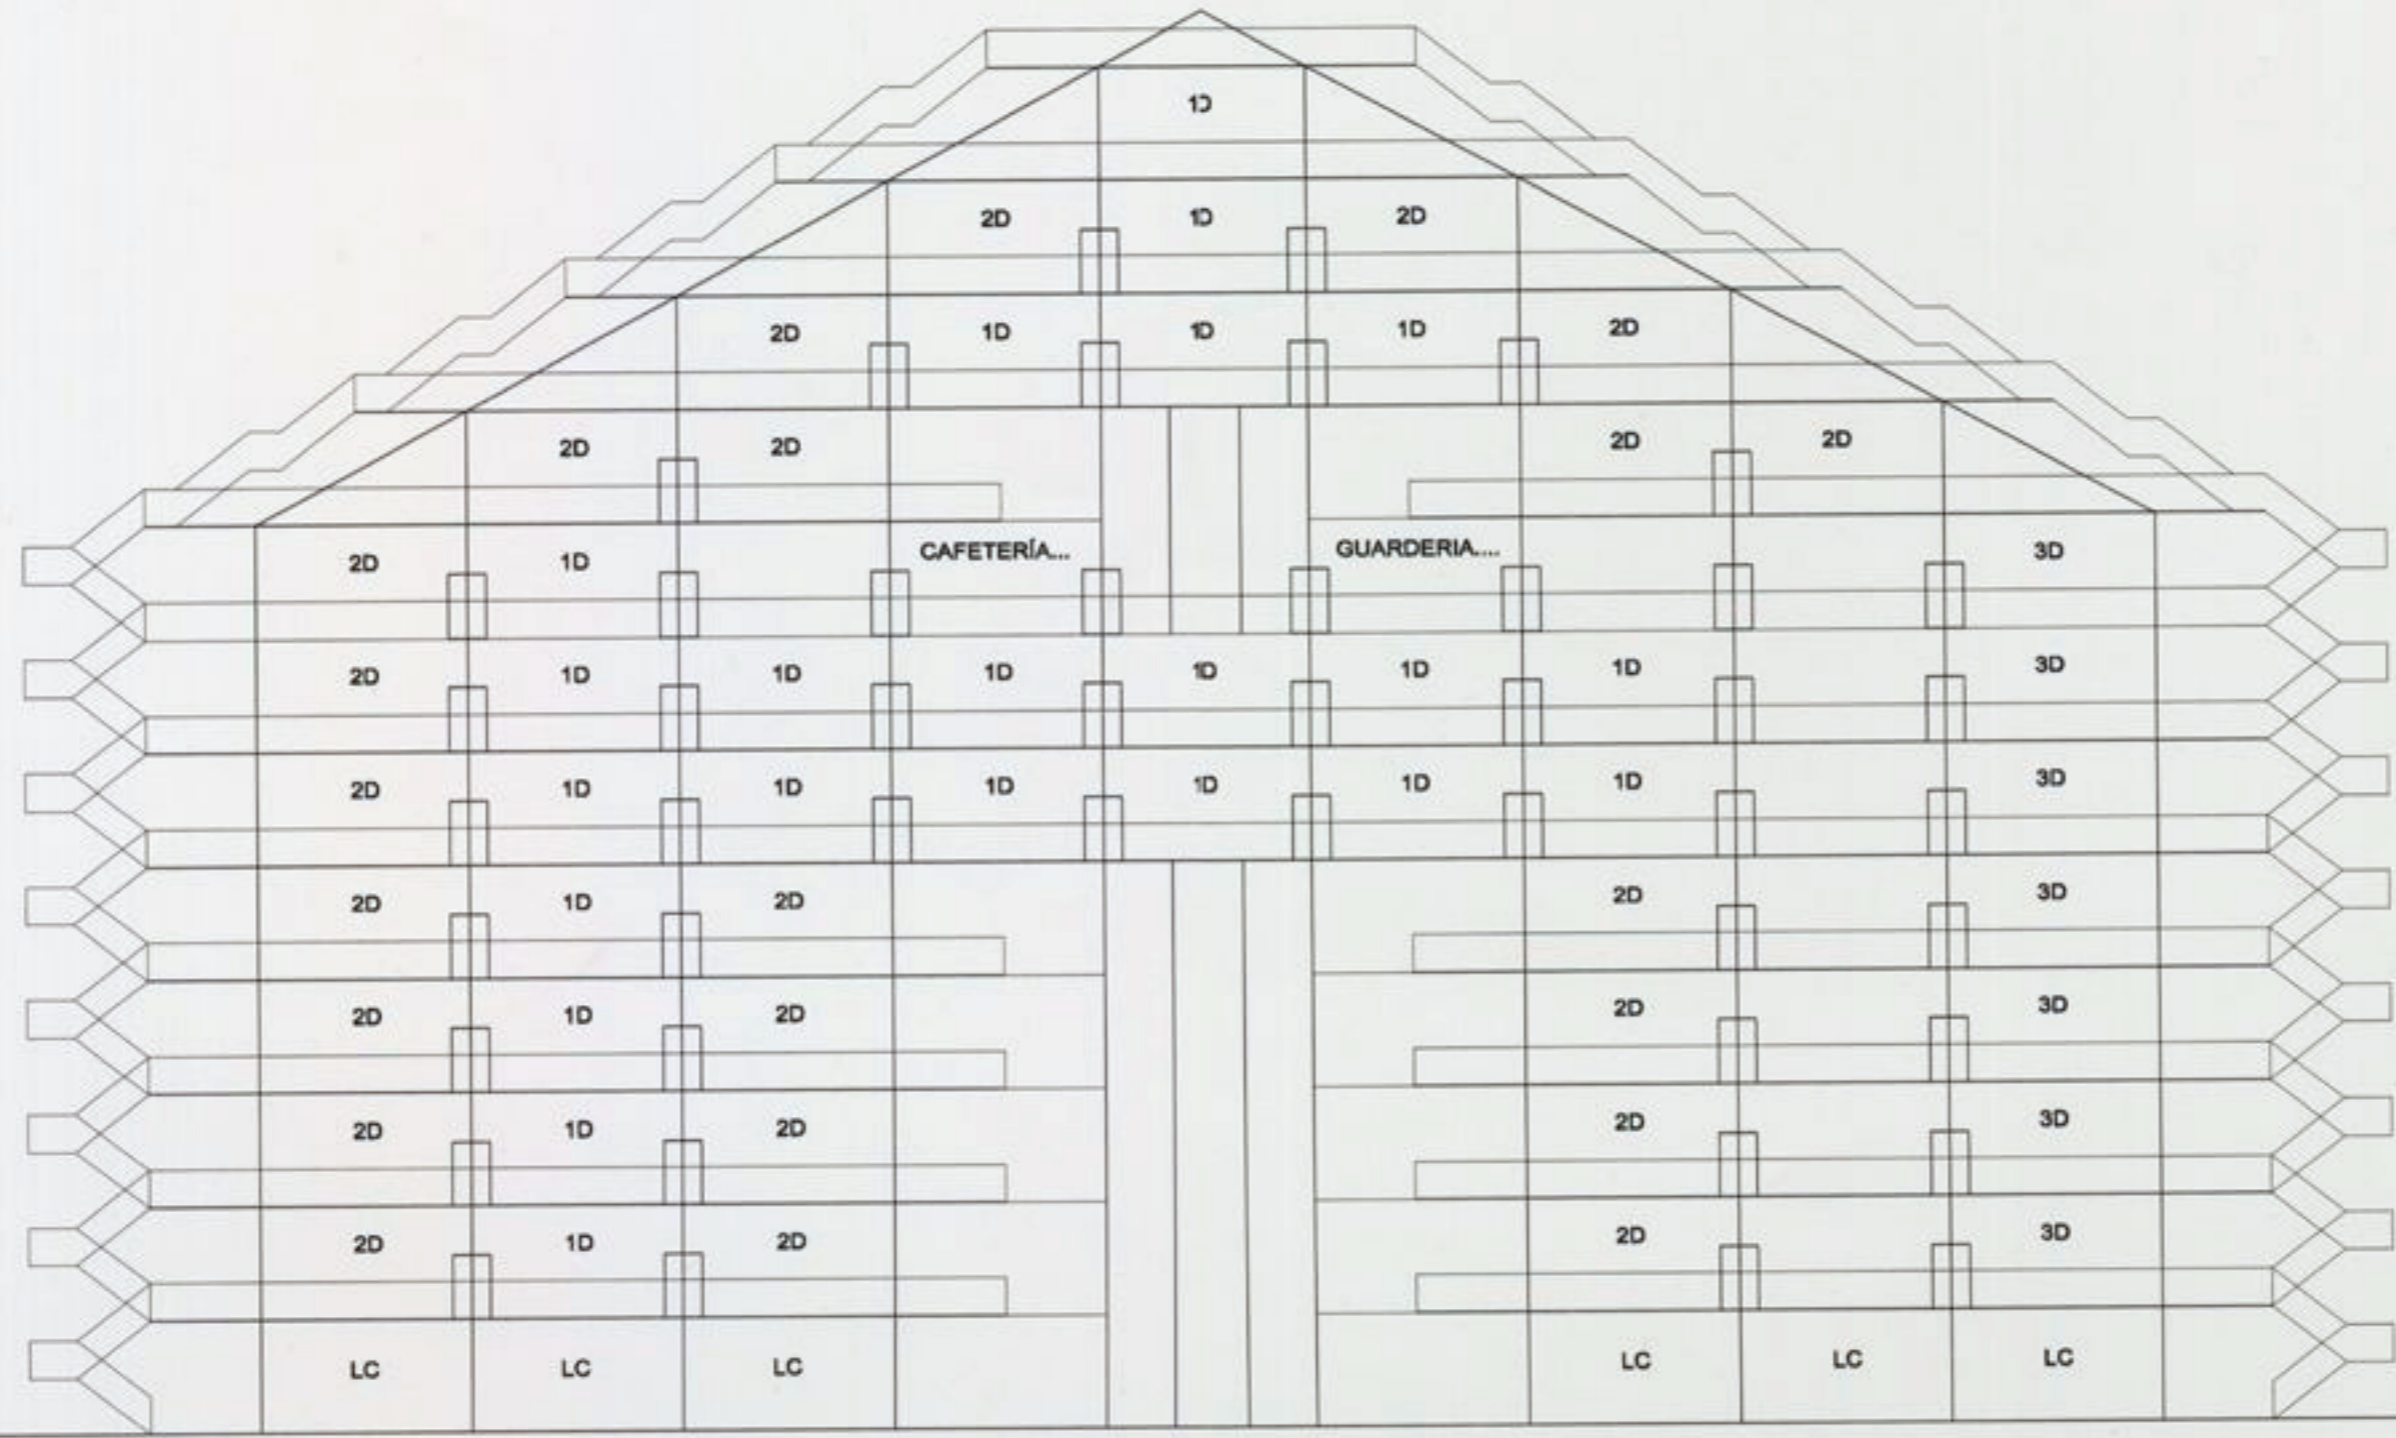 1D
2D 1D 2D
2D 1D 1D 1D 2D
2D 2D 2D 2D
2D 1D CAFETERÍA... GUARDERIA.... 3D
2D 1D 1D 1D 1D 1D 1D 3D
2D 1D 1D 1D 1D 1D 1D 3D
2D 1D 2D 2D 3D
2D 1D 2D 2D 3D
2D 1D 2D 2D 3D
2D 1D 2D 2D 3D
LC LC LC LC LC LC